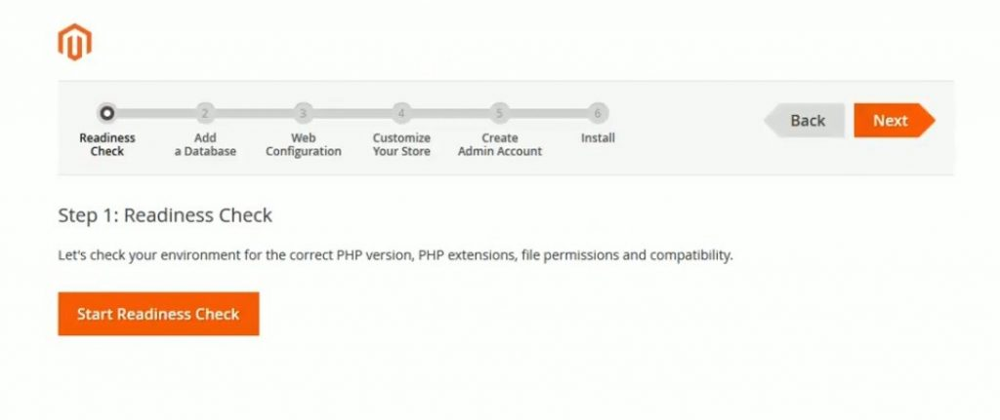 2 3 4 5 6
Readiness Check
Add a Database
Web Configuration
Customize Your Store
Create Admin Account
Install
Back
Next
Step 1: Readiness Check
Let's check your environment for the correct PHP version, PHP extensions, file permissions and compatibility.
Start Readiness Check